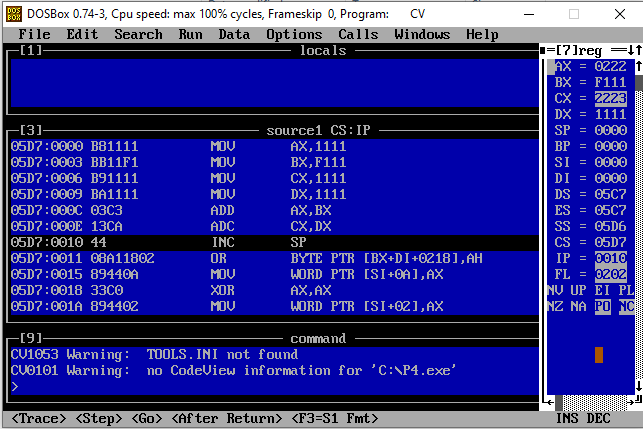 DOSBox 0.74-3, Cpu speed: max 100% cycles, Frameskip 0, Program: CV
File Edit Search Run Data Options Calls Windows Help
[1] locals
[7]reg
AX = 0222
BX = F111
CX = 2223
DX = 1111
SP = 0000
BP = 0000
SI = 0000
DI = 0000
DS = 05C7
ES = 05C7
SS = 05D6
CS = 05D7
IP = 0010
FL = 0202
NV UP EI PL
NZ NA PO NC
[3] source1 CS:IP
05D7:0000 B81111 MOV AX,1111
05D7:0003 BB11F1 MOV BX,F111
05D7:0006 B91111 MOV CX,1111
05D7:0009 BA1111 MOV DX,1111
05D7:000C 03C3 ADD AX,BX
05D7:000E 13CA ADC CX,DX
05D7:0010 44 INC SP
05D7:0011 08A11802 OR BYTE PTR [BX+DI+0218],AH
05D7:0015 89440A MOV WORD PTR [SI+0A],AX
05D7:0018 33C0 XOR AX,AX
05D7:001A 894402 MOV WORD PTR [SI+02],AX
[9] command
CV1053 Warning: TOOLS.INI not found
CV0101 Warning: no CodeView information for 'C:\P4.exe'
>
<Trace> <Step> <Go> <After Return> <F3=S1 Fmt> INS DEC